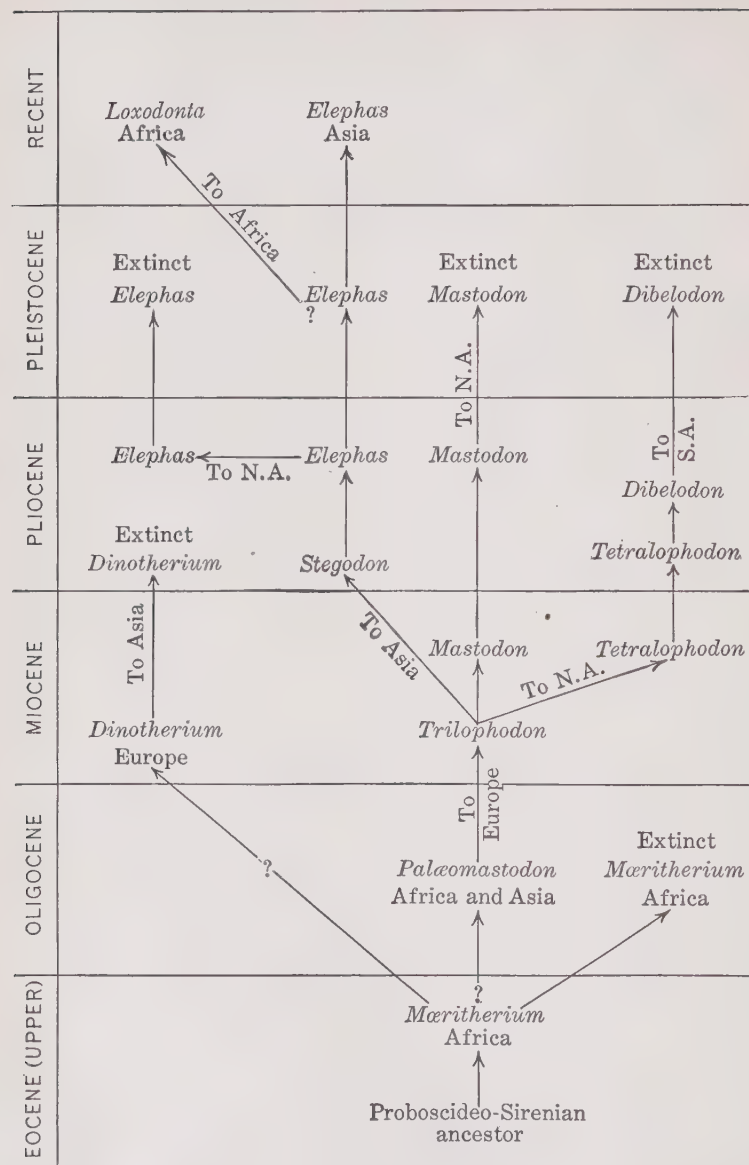 RECENT
Loxodonta
Africa
Elephas
Asia
To Africa
PLEISTOCENE
Extinct
Elephas
?
Elephas
Extinct
Mastodon
Extinct
Dibelodon
To N.A.
PLIOCENE
Elephas
To N.A.
Elephas
Mastodon
To
S.A.
Dibelodon
Extinct
Dinotherium
Stegodon
Tetralophodon
MIOCENE
To Asia
To Asia
Mastodon
Tetralophodon
To N.A.
Dinotherium
Europe
Trilophodon
OLIGOCENE
To
Europe
?
Palæomastodon
Africa and Asia
Extinct
Mœritherium
Africa
EOCENE (UPPER)
?
Mœritherium
Africa
Proboscideo-Sirenian
ancestor